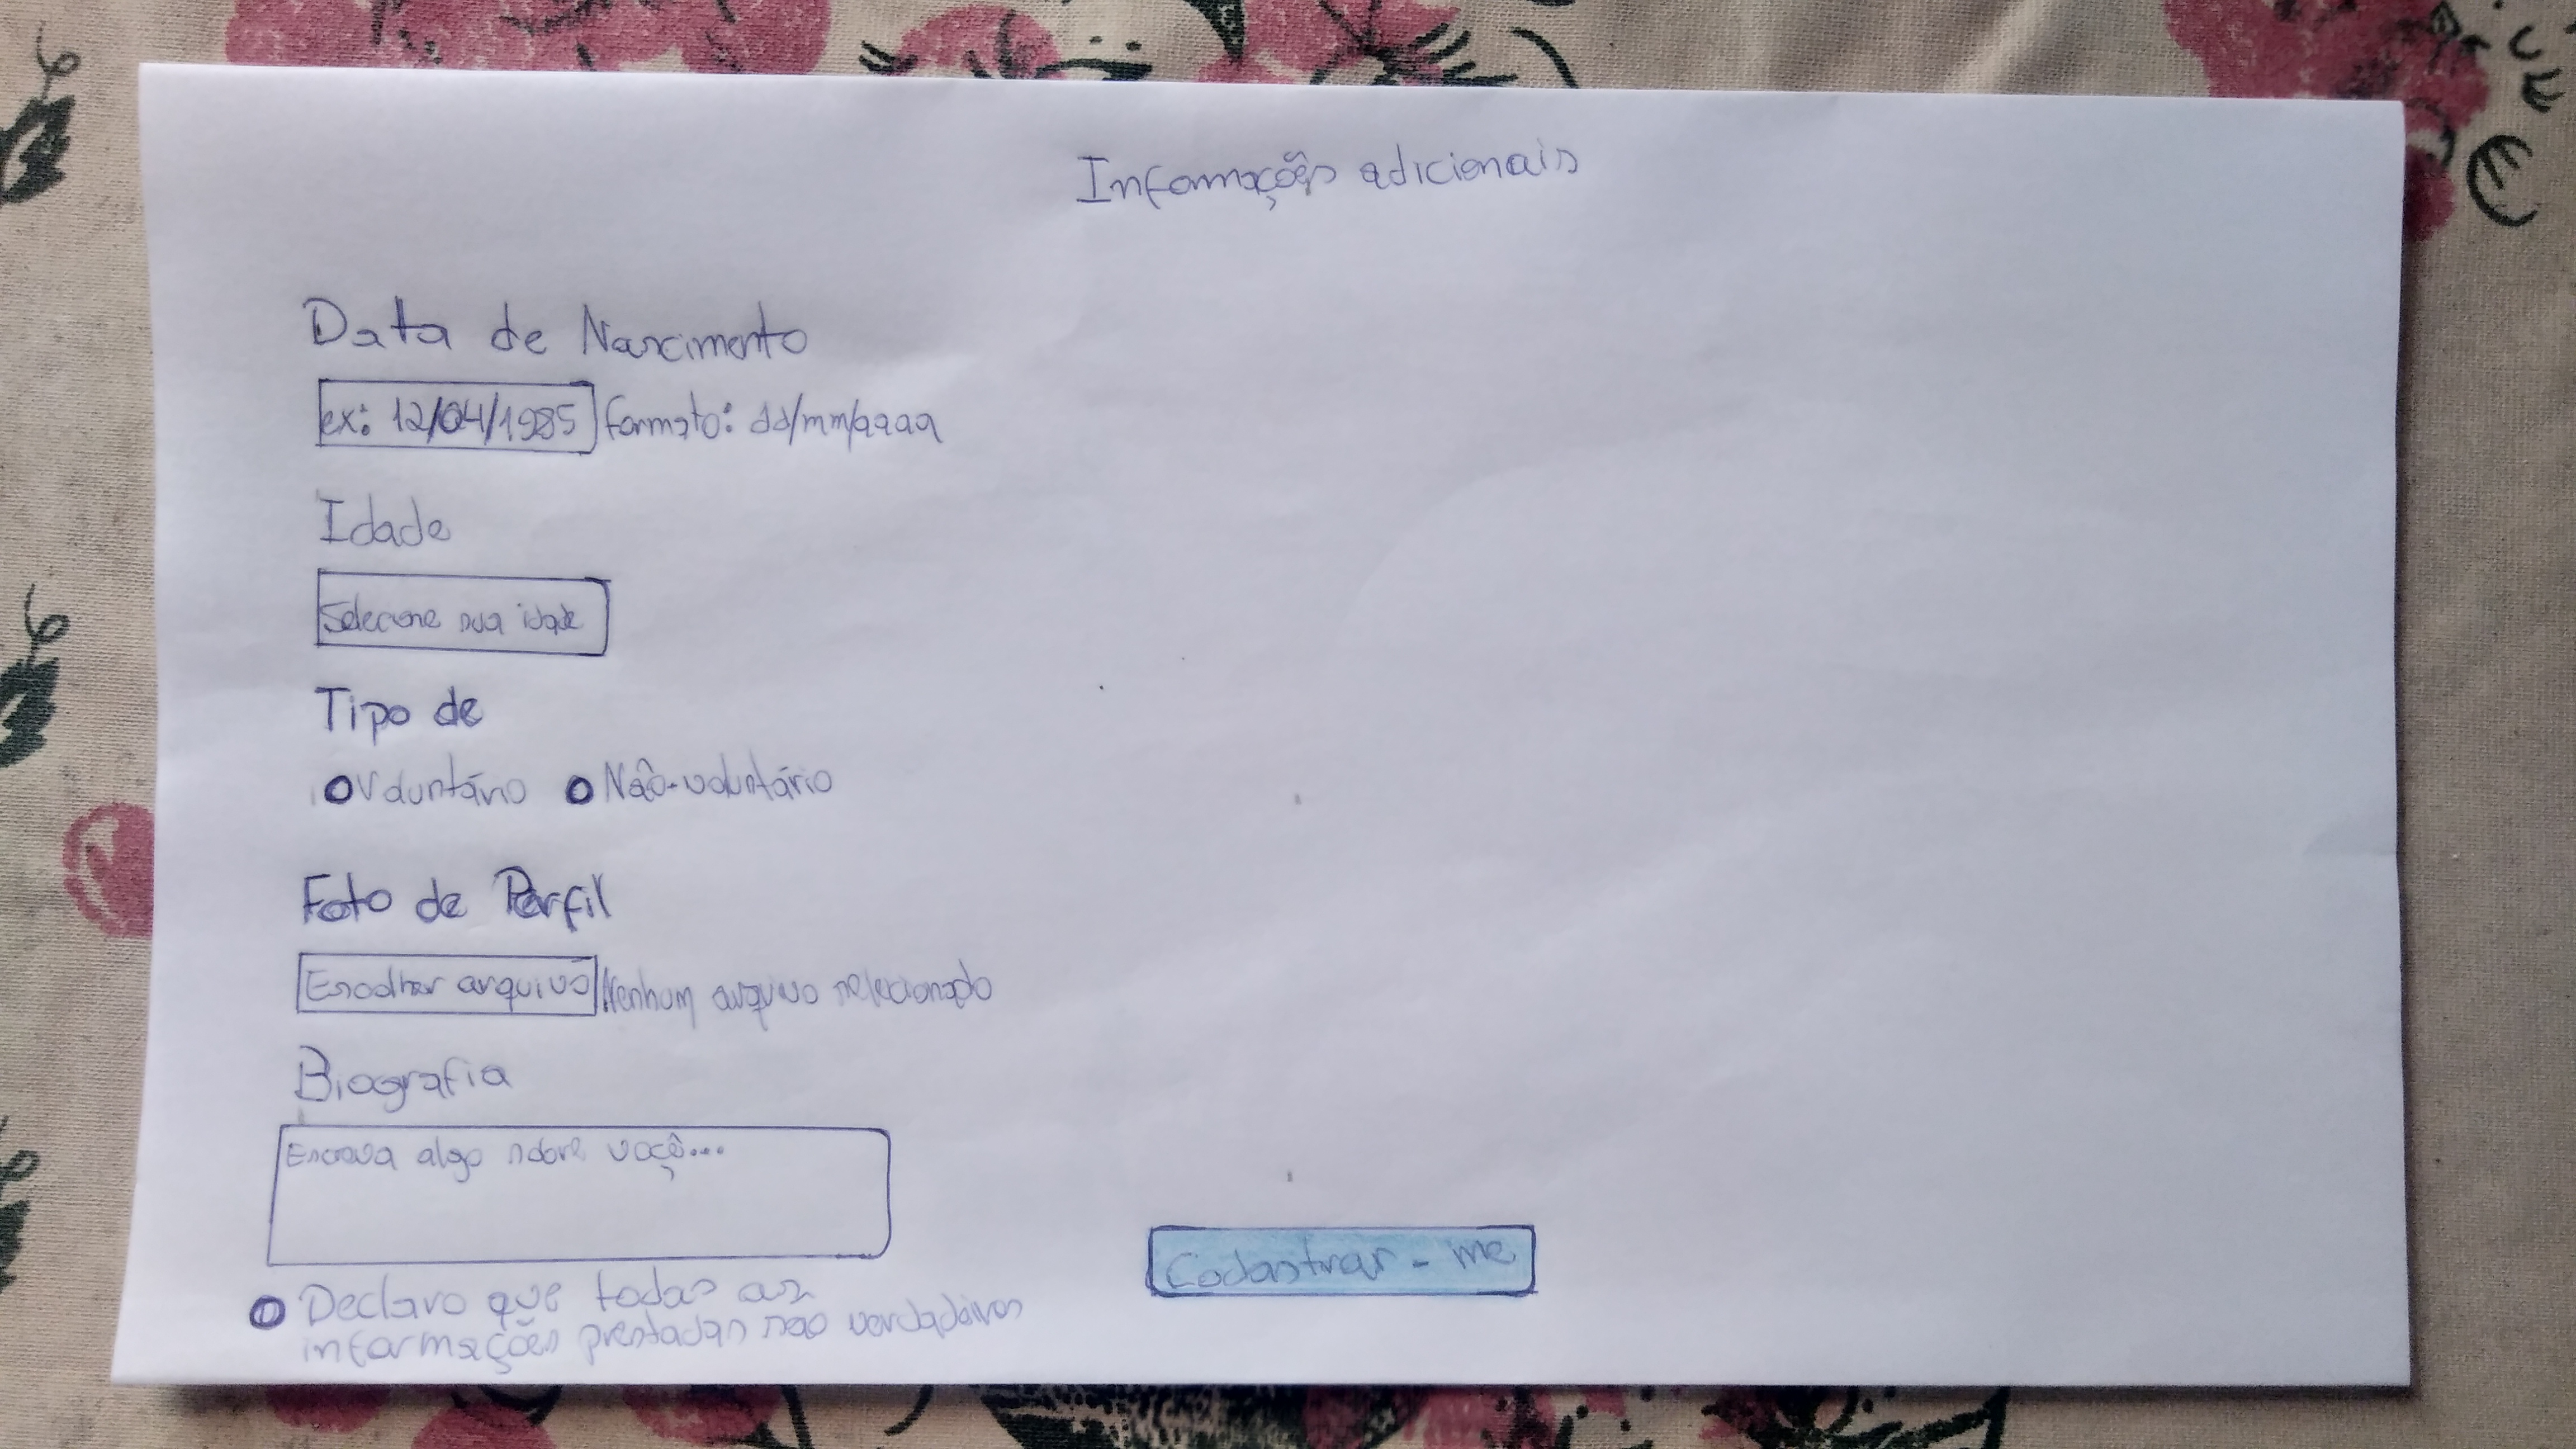 Informações adicionais
Data de Nascimento
ex: 12/04/1985 formato: dd/mm/aaaa
Idade
Selecione sua idade
Tipo de
Voluntário Não-voluntário
Foto de Perfil
Escolher arquivo Nenhum arquivo selecionado
Biografia
Escreva algo sobre voçê...
Cadastrar-me
Declaro que todas as
informações prestadas são verdadeiras